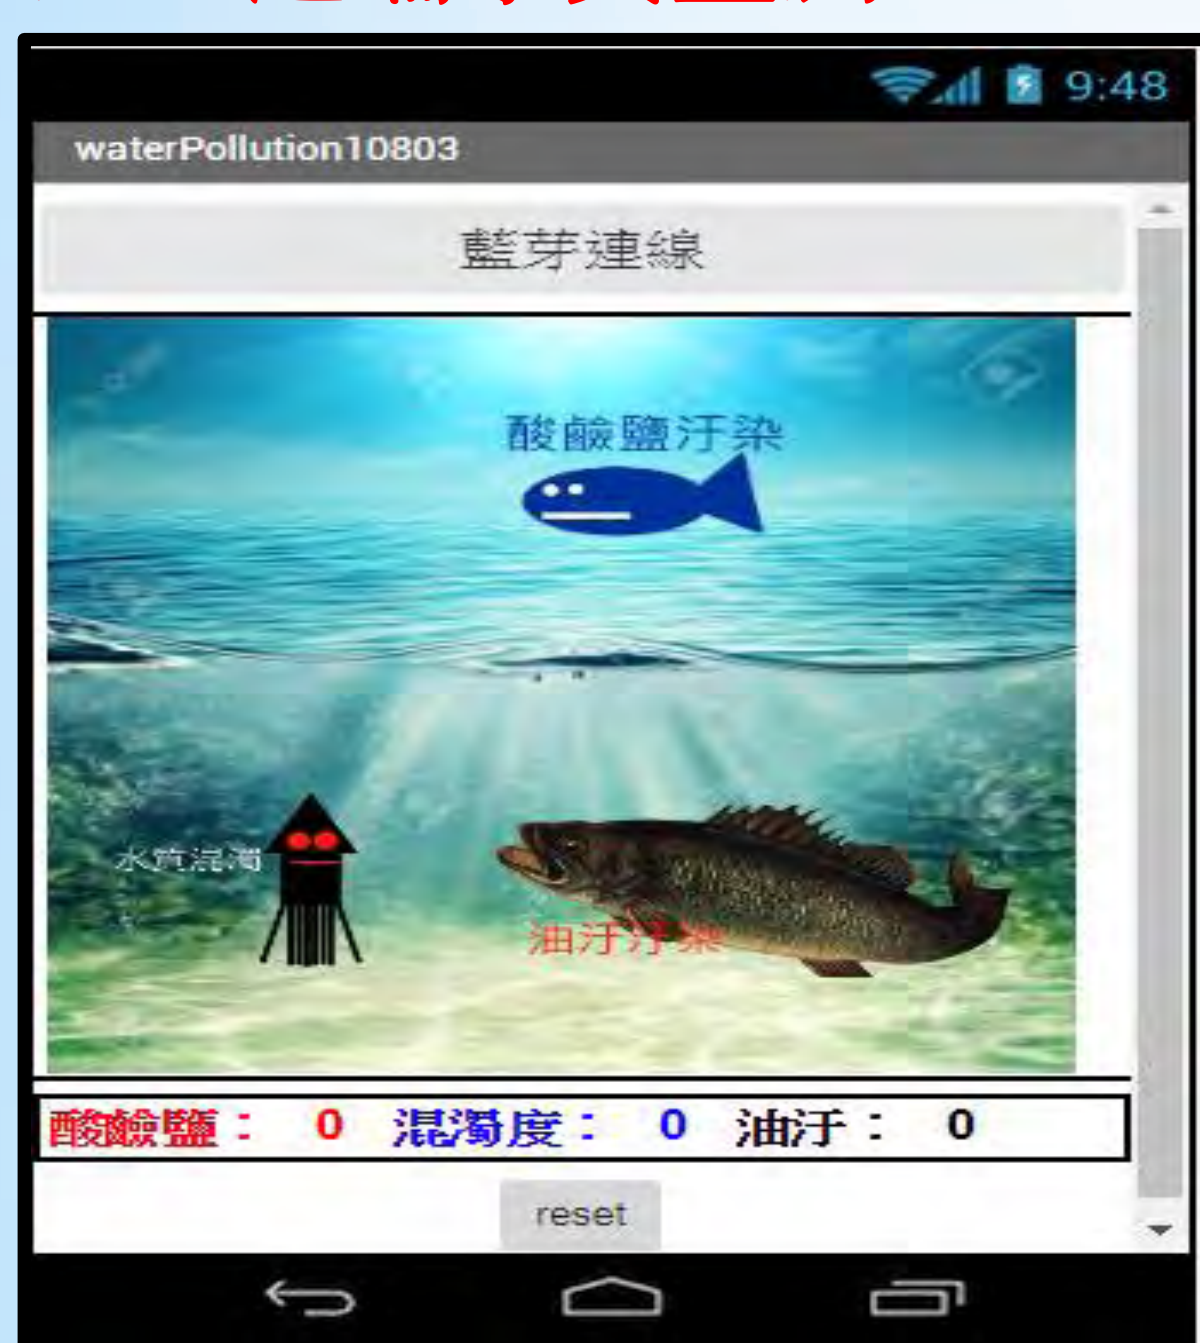 9:48
waterPollution10803
藍芽連線
酸鹼鹽汙染
水質混濁
油汙汙染
酸鹼鹽： 0 混濁度： 0 油汙： 0
reset